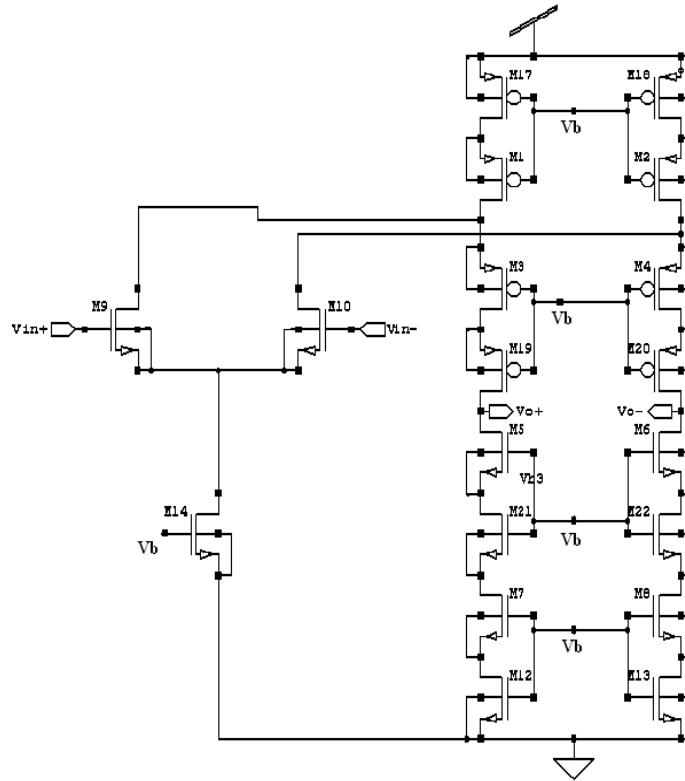 M17 M18
Vb
M1 M2
M3 M4
M9 M10
Vin+ Vb Vin-
M19 M20
Vo+ Vo-
M5 M6
Vb3
M14 M21 M22
Vb Vb
M7 M8
Vb
M12 M13